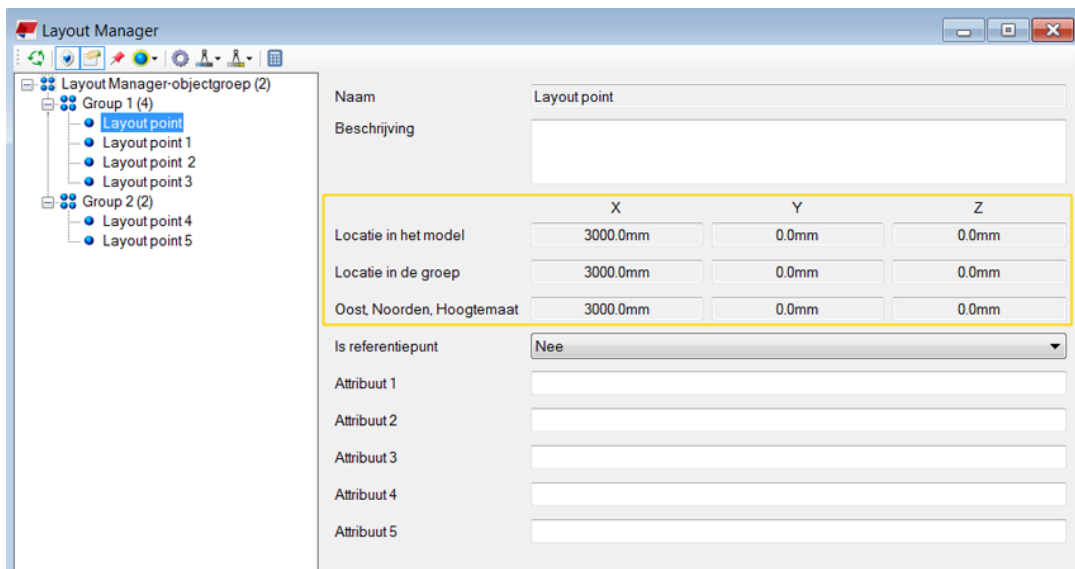 Layout Manager
Layout Manager-objectgroep (2)
Group 1 (4)
Layout point
Layout point 1
Layout point 2
Layout point 3
Group 2 (2)
Layout point 4
Layout point 5
Naam Layout point
Beschrijving
X Y Z
Locatie in het model 3000.0mm 0.0mm 0.0mm
Locatie in de groep 3000.0mm 0.0mm 0.0mm
Oost, Noorden, Hoogtemaat 3000.0mm 0.0mm 0.0mm
Is referentiepunt Nee
Attribuut 1
Attribuut 2
Attribuut 3
Attribuut 4
Attribuut 5